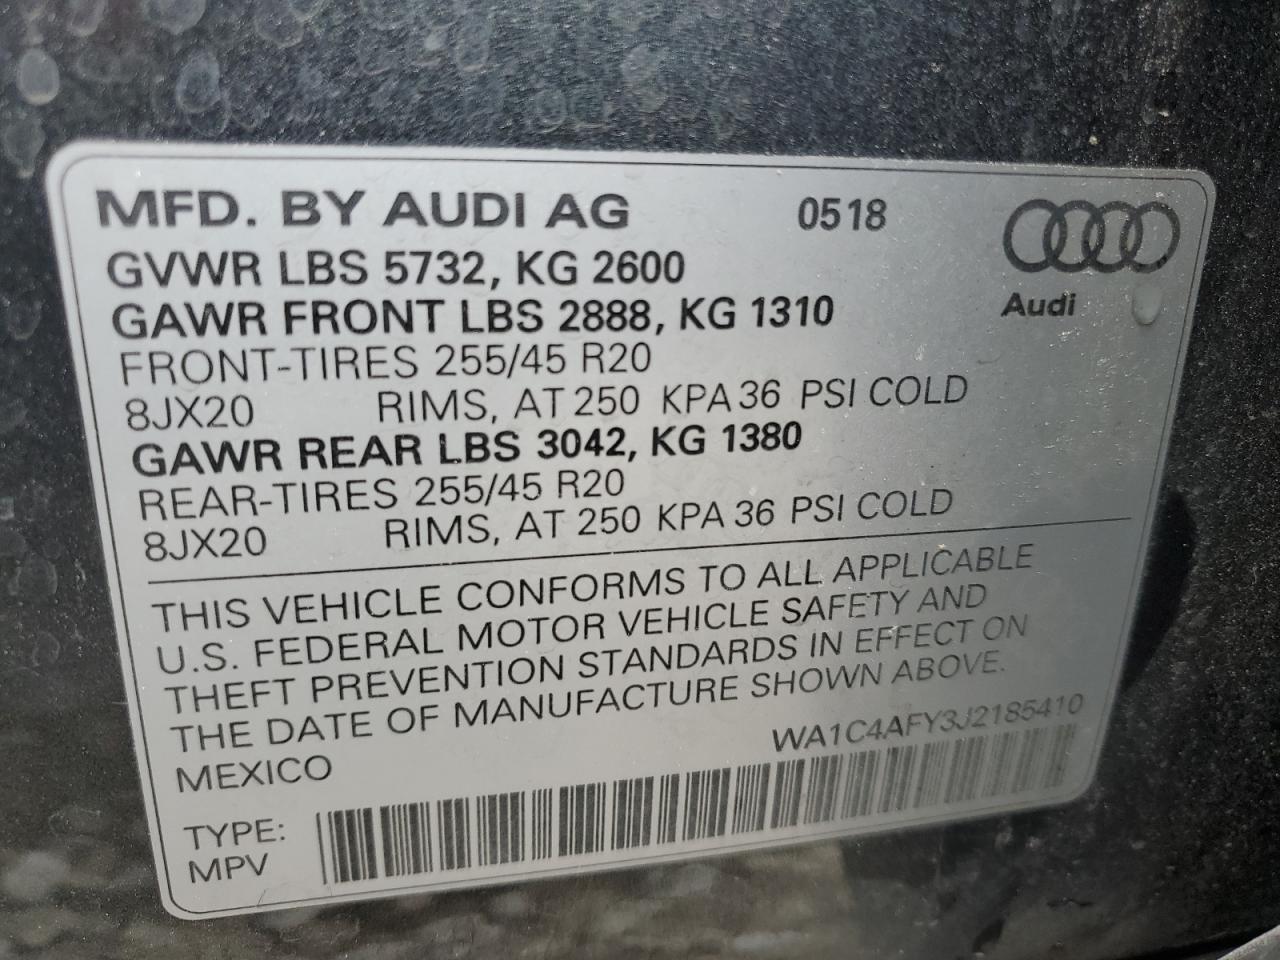 MFD. BY AUDI AG 0518
GVWR LBS 5732, KG 2600
GAWR FRONT LBS 2888, KG 1310
Audi
FRONT-TIRES 255/45 R20
8JX20 RIMS, AT 250 KPA 36 PSI COLD
GAWR REAR LBS 3042, KG 1380
REAR-TIRES 255/45 R20
8JX20 RIMS, AT 250 KPA 36 PSI COLD
THIS VEHICLE CONFORMS TO ALL APPLICABLE
U.S. FEDERAL MOTOR VEHICLE SAFETY AND
THEFT PREVENTION STANDARDS IN EFFECT ON
THE DATE OF MANUFACTURE SHOWN ABOVE.
MEXICO WA1C4AFY3J2185410
TYPE:
MPV